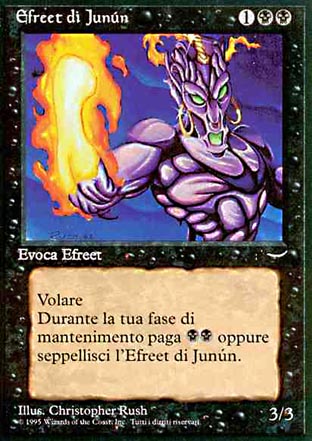 Efreet di Junún 1
Evoca Efreet
Volare
Durante la tua fase di
mantenimento paga oppure
seppellisci l'Efreet di Junún.
Illus. Christopher Rush
© 1995 Wizards of the Coast, Inc. Tutti i diritti riservati
3/3